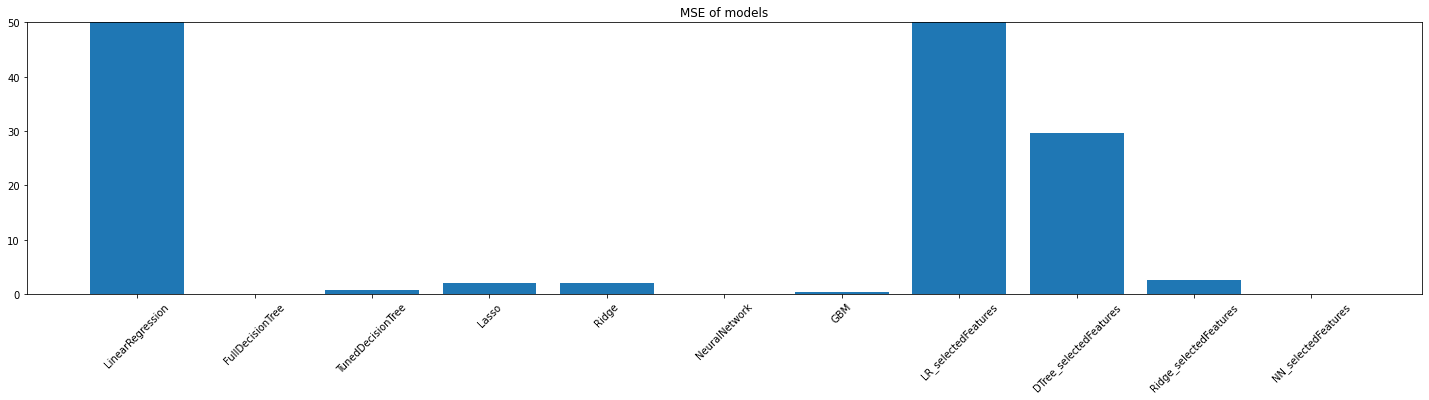 MSE of models
50
40
30
20
10
0
LinearRegression
FullDecisionTree
TunedDecisionTree
Lasso
Ridge
NeuralNetwork
GBM
LR_selectedFeatures
DTree_selectedFeatures
Ridge_selectedFeatures
NN_selectedFeatures